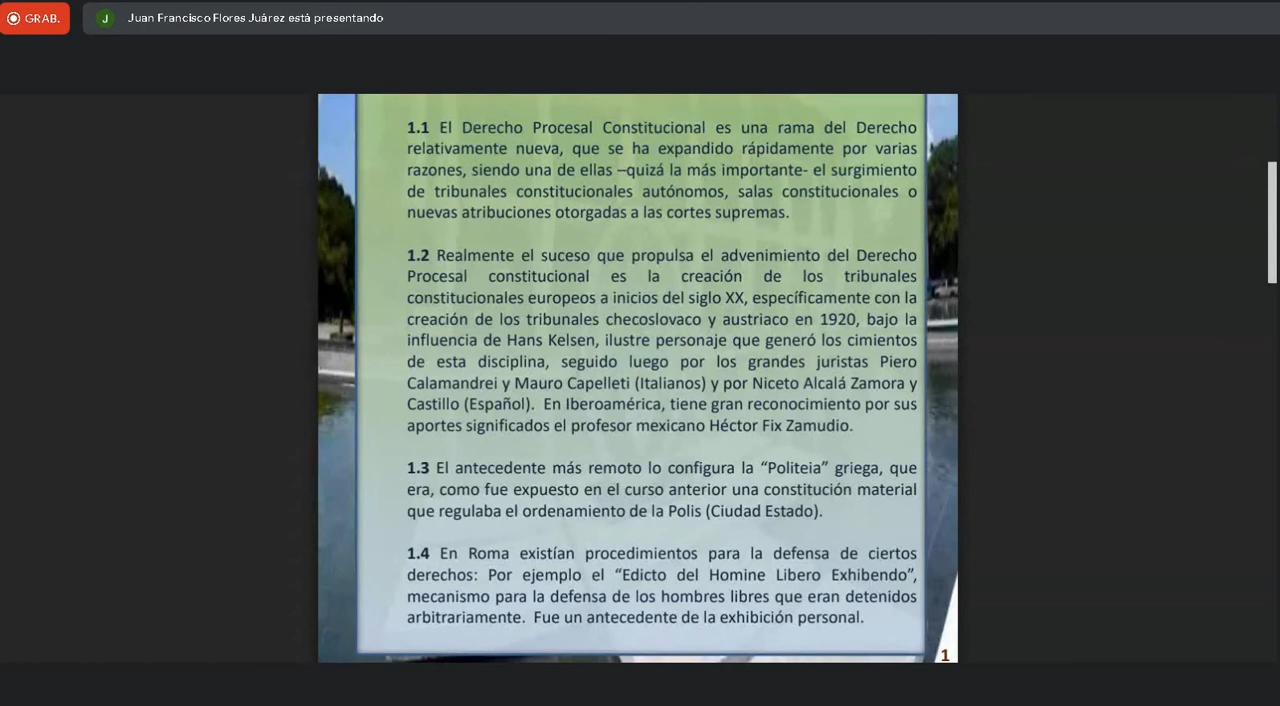 GRAB.
J
Juan Francisco Flores Juárez está presentando
1.1 El Derecho Procesal Constitucional es una rama del Derecho
relativamente nueva, que se ha expandido rápidamente por varias
razones, siendo una de ellas –quizá la más importante- el surgimiento
de tribunales constitucionales autónomos, salas constitucionales o
nuevas atribuciones otorgadas a las cortes supremas.
1.2 Realmente el suceso que propulsa el advenimiento del Derecho
Procesal constitucional es la creación de los tribunales
constitucionales europeos a inicios del siglo XX, específicamente con la
creación de los tribunales checoslovaco y austriaco en 1920, bajo la
influencia de Hans Kelsen, ilustre personaje que generó los cimientos
de esta disciplina, seguido luego por los grandes juristas Piero
Calamandrei y Mauro Capelleti (Italianos) y por Niceto Alcalá Zamora y
Castillo (Español). En Iberoamérica, tiene gran reconocimiento por sus
aportes significados el profesor mexicano Héctor Fix Zamudio.
1.3 El antecedente más remoto lo configura la “Politeia” griega, que
era, como fue expuesto en el curso anterior una constitución material
que regulaba el ordenamiento de la Polis (Ciudad Estado).
1.4 En Roma existían procedimientos para la defensa de ciertos
derechos: Por ejemplo el “Edicto del Homine Libero Exhibendo”,
mecanismo para la defensa de los hombres libres que eran detenidos
arbitrariamente. Fue un antecedente de la exhibición personal.
1